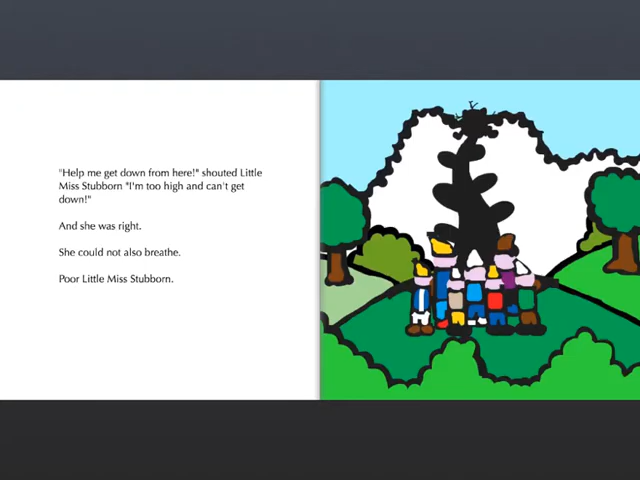 "Help me get down from here!" shouted Little
Miss Stubborn "I'm too high and can't get
down!"
And she was right.
She could not also breathe.
Poor Little Miss Stubborn.